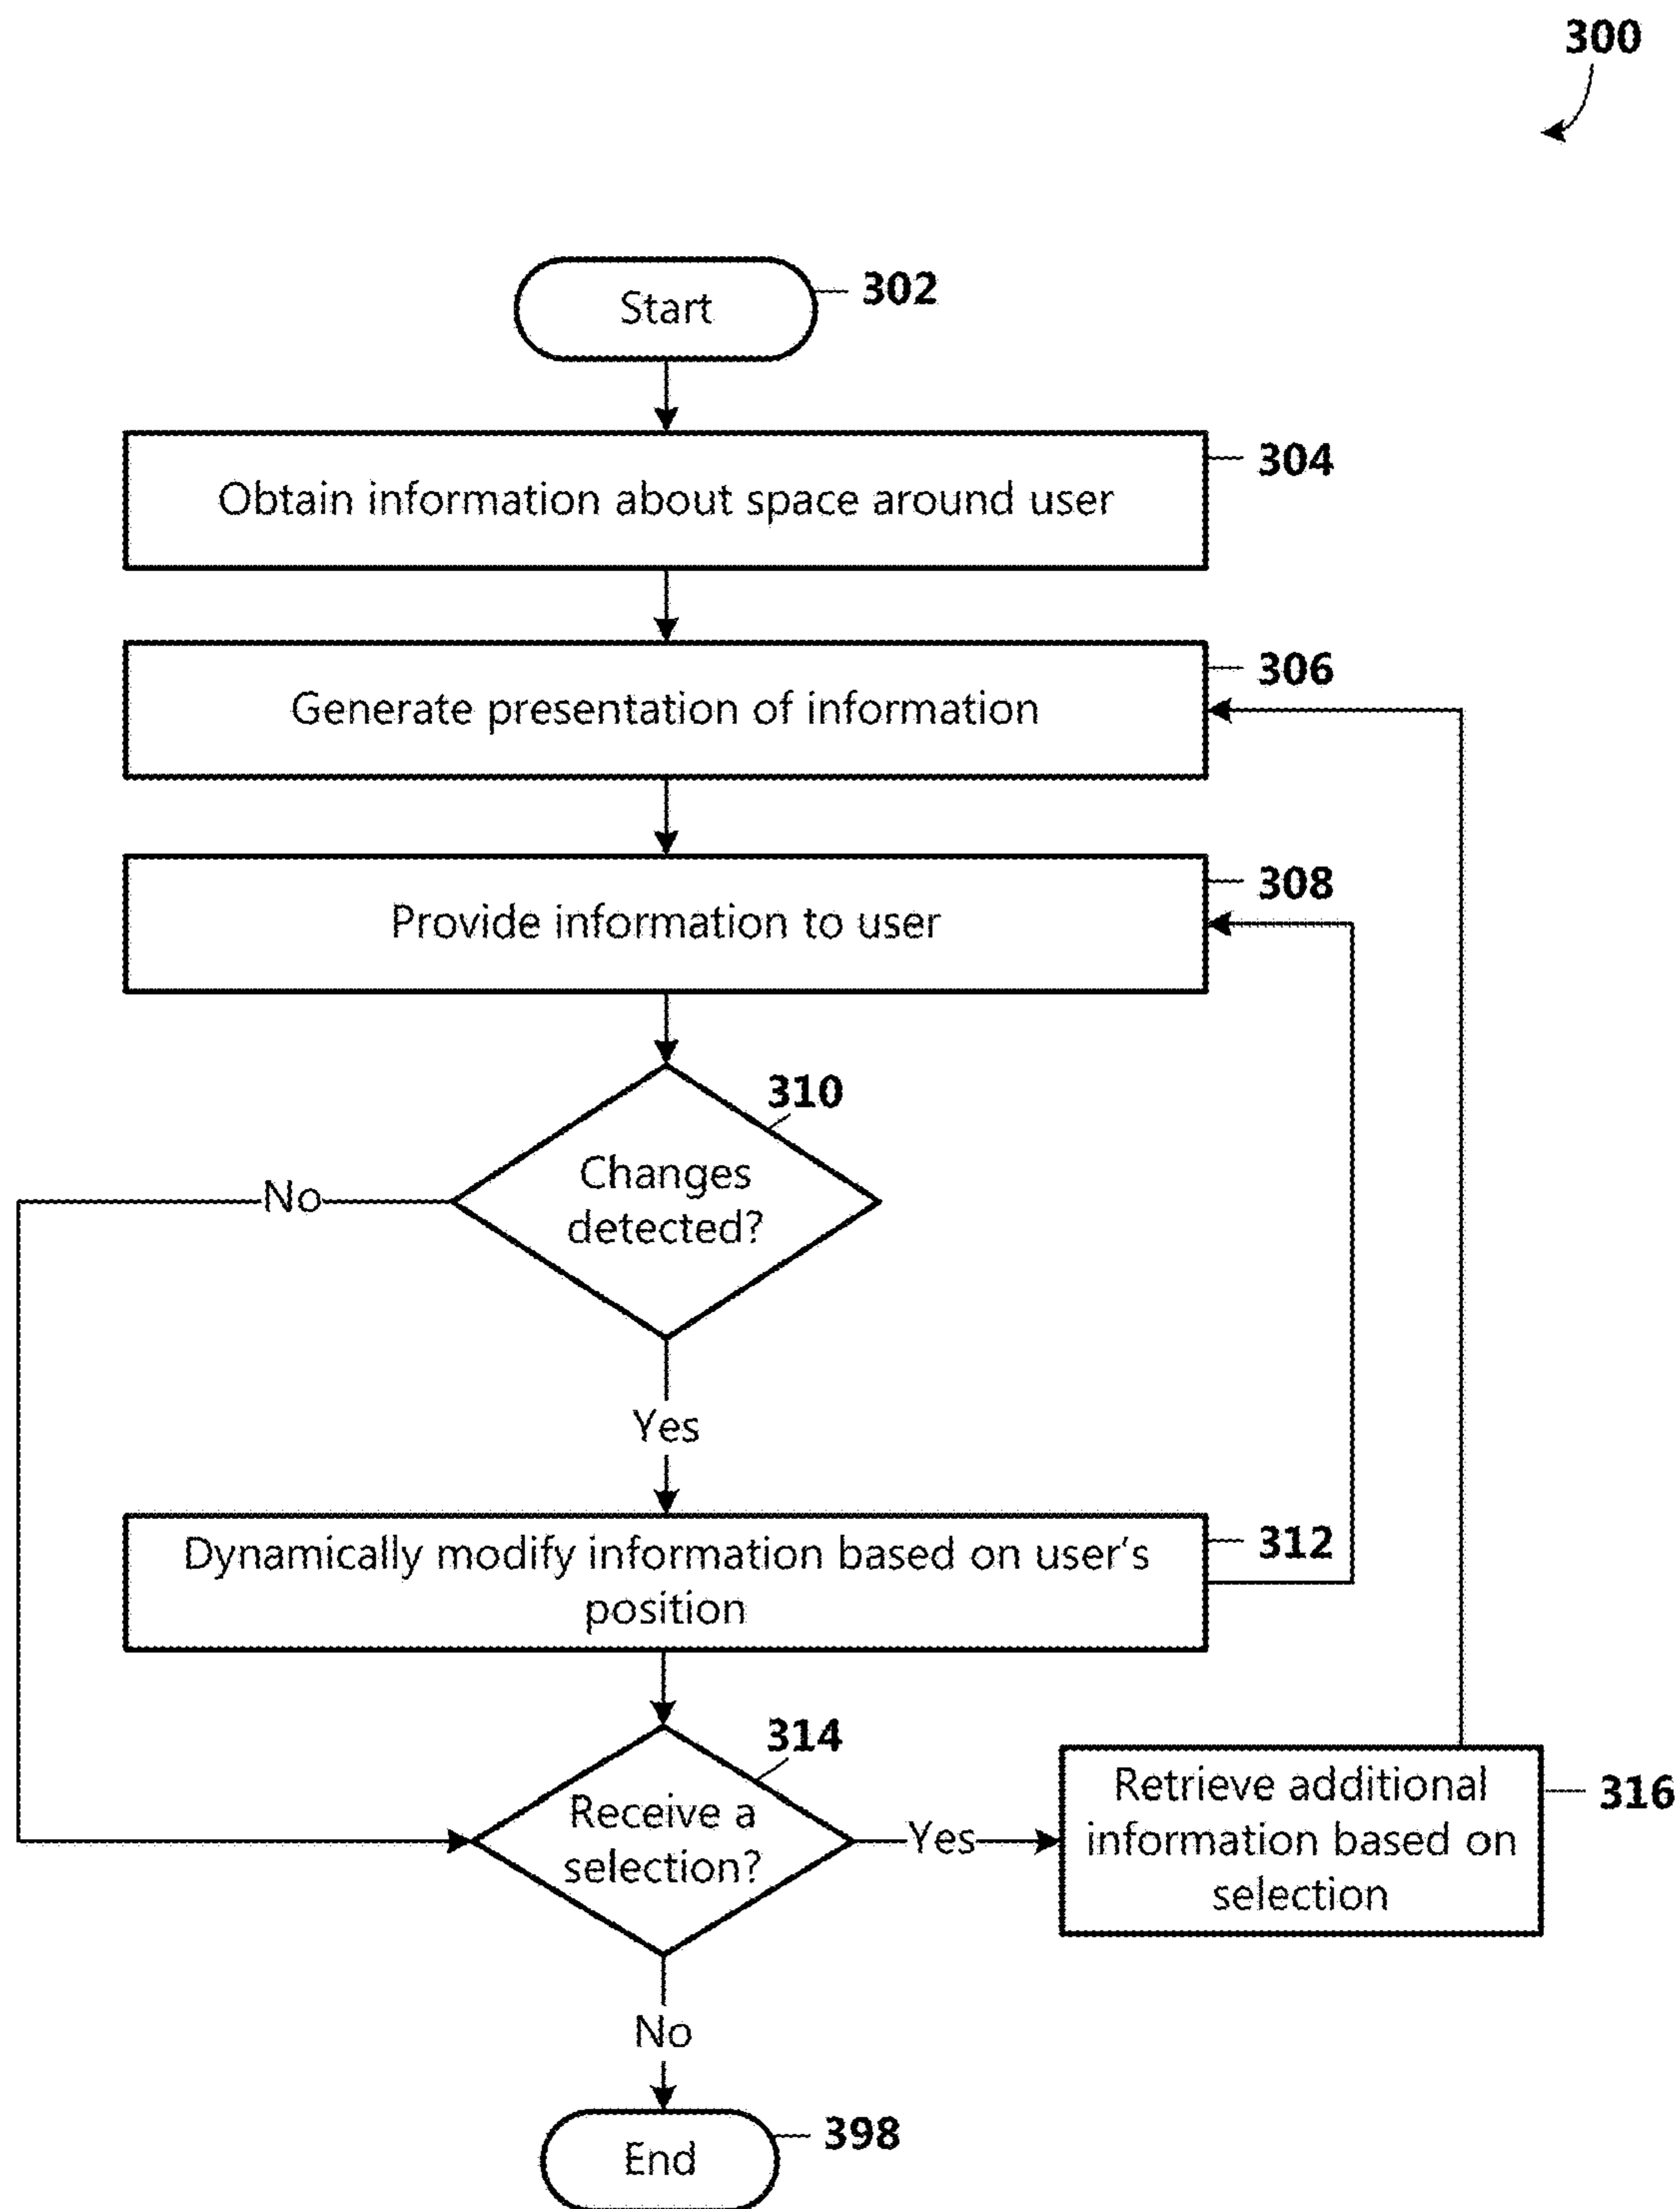 300
Start
302
Obtain information about space around user
304
Generate presentation of information
306
Provide information to user
308
310
Changes
detected?
No
Yes
Dynamically modify information based on user's
position
312
314
Receive a
selection?
Yes
Retrieve additional
information based on
selection
316
No
End
398